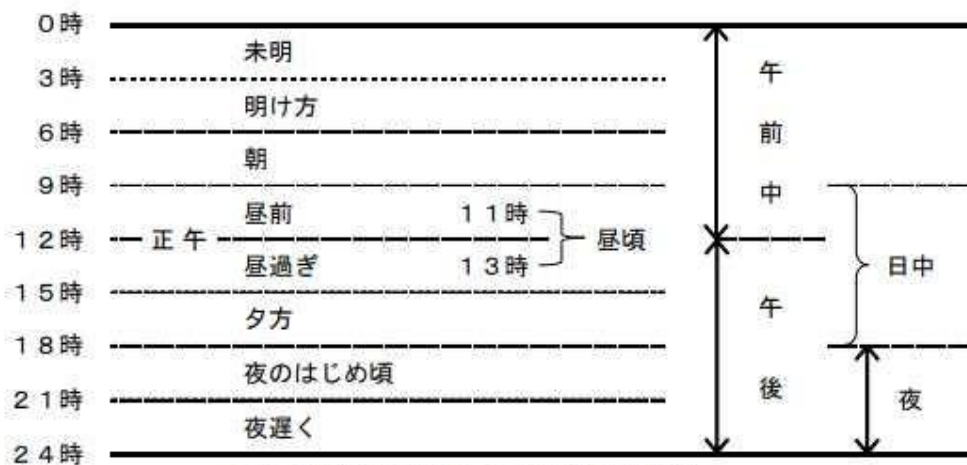 ０時
未明
３時
明け方
６時
朝
９時
昼前 １１時
１２時 正午 昼頃
昼過ぎ １３時
１５時
夕方
１８時
夜のはじめ頃
２１時
夜遅く
２４時
午前中
午後
日中
夜